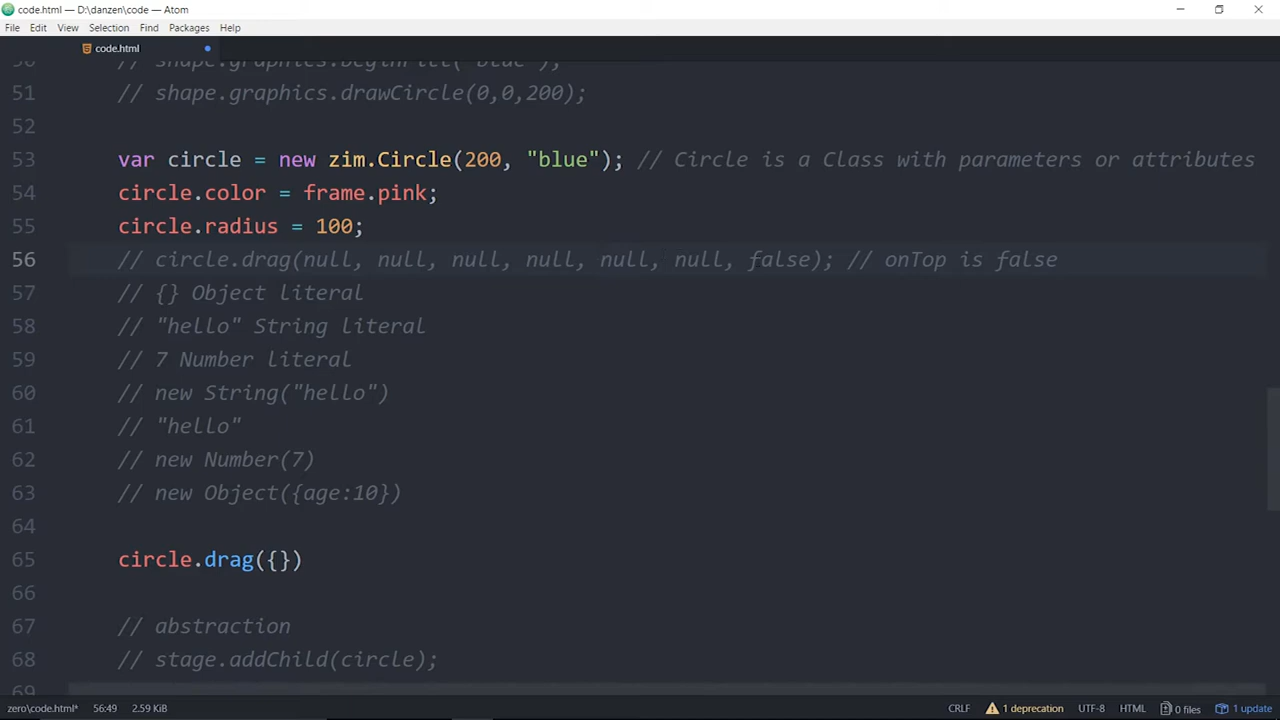 code.html — D:\danzen\code — Atom
File Edit View Selection Find Packages Help
code.html
50 // shape.graphics.beginFill("blue");
51 // shape.graphics.drawCircle(0,0,200);
52
53 var circle = new zim.Circle(200, "blue"); // Circle is a Class with parameters or attributes
54 circle.color = frame.pink;
55 circle.radius = 100;
56 // circle.drag(null, null, null, null, null, null, false); // onTop is false
57 // {} Object literal
58 // "hello" String literal
59 // 7 Number literal
60 // new String("hello")
61 // "hello"
62 // new Number(7)
63 // new Object({age:10})
64
65 circle.drag({})
66
67 // abstraction
68 // stage.addChild(circle);
69
zero\code.html* 56:49 2.59 KiB CRLF 1 deprecation UTF-8 HTML 0 files 1 update